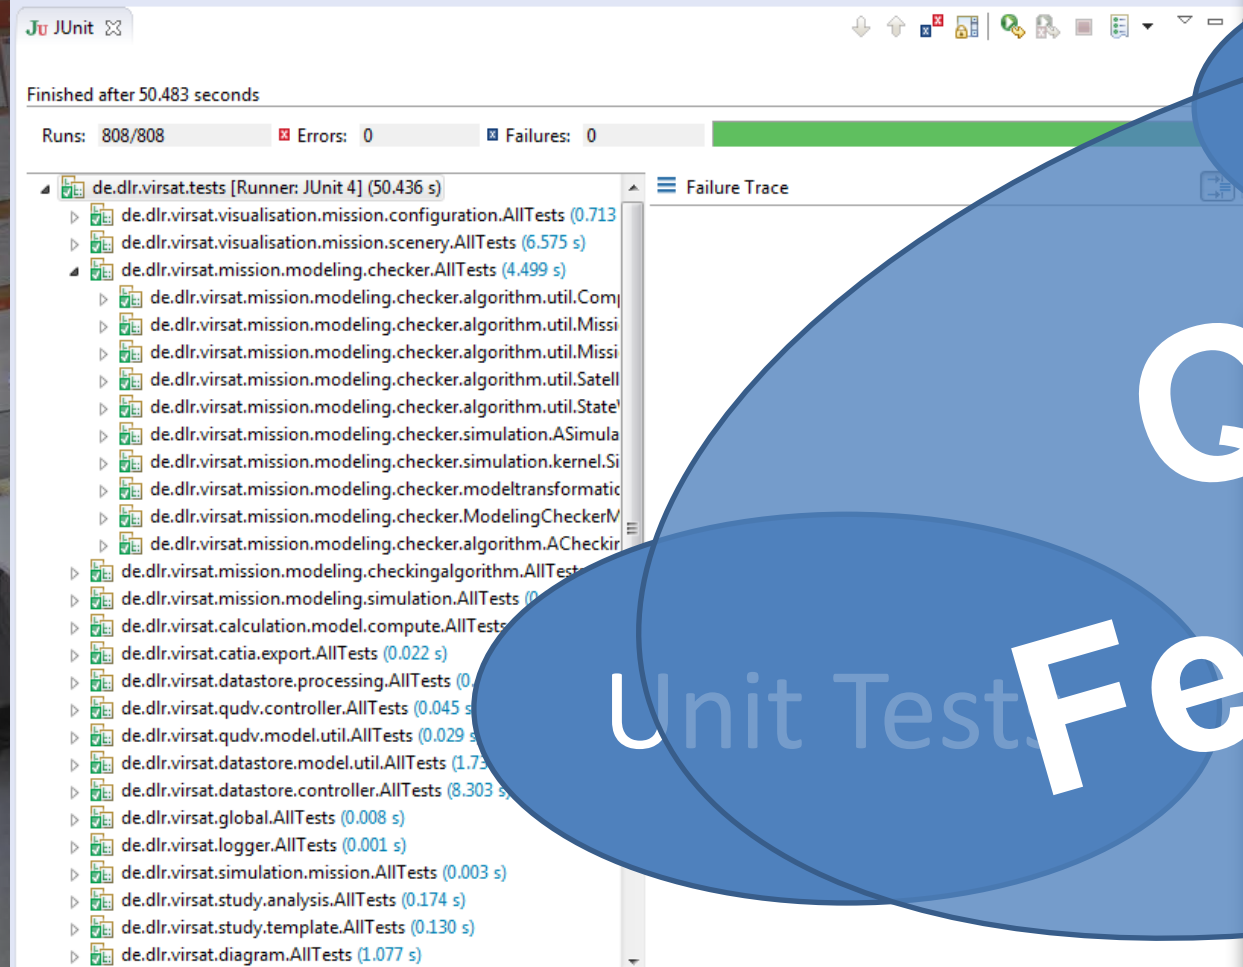 JUnit
Finished after 50.483 seconds
Runs: 808/808 Errors: 0 Failures: 0
de.dlr.virsat.tests [Runner: JUnit 4] (50.436 s)
Failure Trace
de.dlr.virsat.visualisation.mission.configuration.AllTests (0.713
de.dlr.virsat.visualisation.mission.scenery.AllTests (6.575 s)
de.dlr.virsat.mission.modeling.checker.AllTests (4.499 s)
de.dlr.virsat.mission.modeling.checker.algorithm.util.Comp
de.dlr.virsat.mission.modeling.checker.algorithm.util.Missi
de.dlr.virsat.mission.modeling.checker.algorithm.util.Missi
de.dlr.virsat.mission.modeling.checker.algorithm.util.Satell
de.dlr.virsat.mission.modeling.checker.algorithm.util.State
de.dlr.virsat.mission.modeling.checker.simulation.ASimula
de.dlr.virsat.mission.modeling.checker.simulation.kernel.Si
de.dlr.virsat.mission.modeling.checker.modeltransformatic
de.dlr.virsat.mission.modeling.checker.ModelingCheckerM
de.dlr.virsat.mission.modeling.checker.algorithm.ACheckir
de.dlr.virsat.mission.modeling.checkingalgorithm.AllTests
de.dlr.virsat.mission.modeling.simulation.AllTests (0
de.dlr.virsat.calculation.model.compute.AllTests
de.dlr.virsat.catia.export.AllTests (0.022 s)
de.dlr.virsat.datastore.processing.AllTests (0.
de.dlr.virsat.qudv.controller.AllTests (0.045 s
de.dlr.virsat.qudv.model.util.AllTests (0.029 s
de.dlr.virsat.datastore.model.util.AllTests (1.73
de.dlr.virsat.datastore.controller.AllTests (8.303 s)
de.dlr.virsat.global.AllTests (0.008 s)
de.dlr.virsat.logger.AllTests (0.001 s)
de.dlr.virsat.simulation.mission.AllTests (0.003 s)
de.dlr.virsat.study.analysis.AllTests (0.174 s)
de.dlr.virsat.study.template.AllTests (0.130 s)
de.dlr.virsat.diagram.AllTests (1.077 s)
Q
Unit Tests
Fe